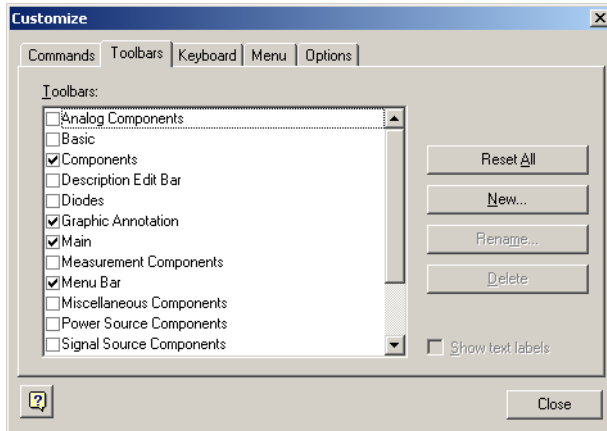 Customize
Commands Toolbars Keyboard Menu Options
Toolbars:
Analog Components
Basic
Components
Description Edit Bar
Diodes
Graphic Annotation
Main
Measurement Components
Menu Bar
Miscellaneous Components
Power Source Components
Signal Source Components
Reset All
New...
Rename...
Delete
Show text labels
Close